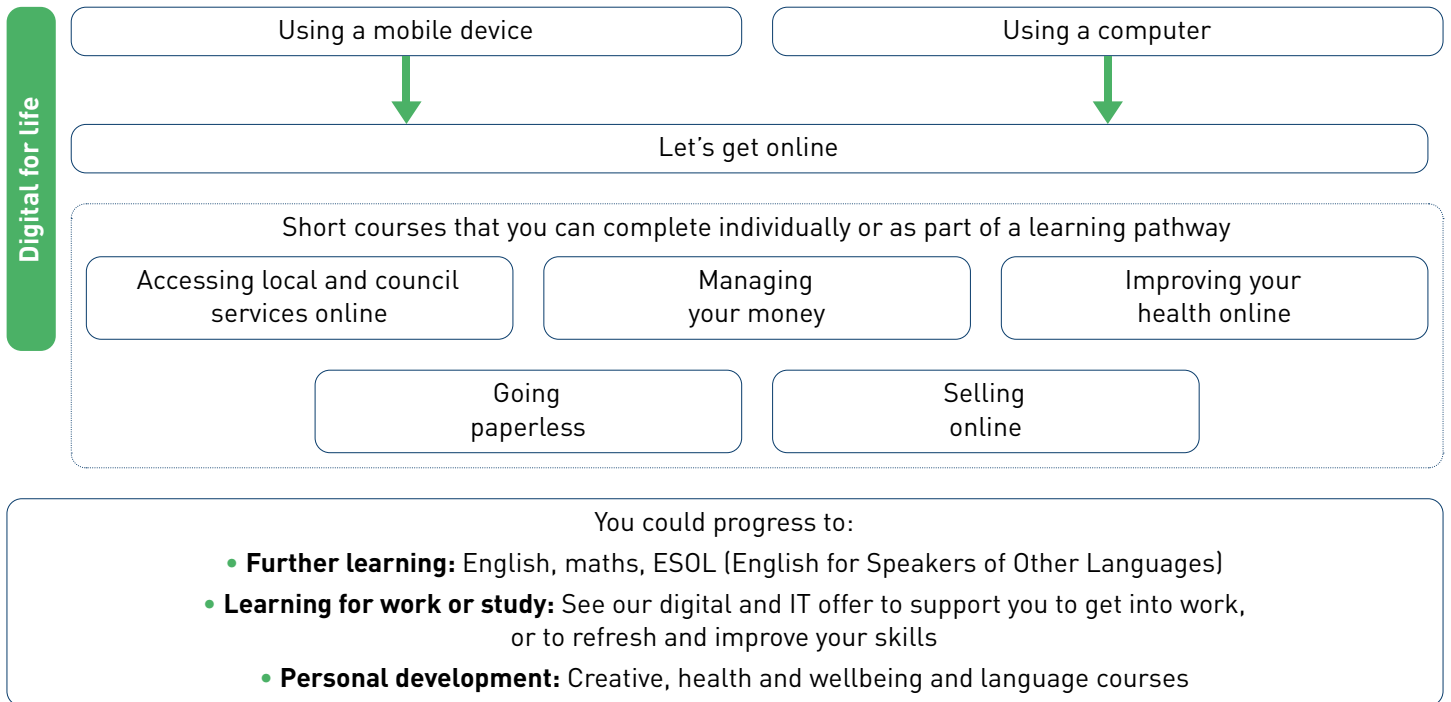 Digital for life
Using a mobile device
Using a computer
Let’s get online
Short courses that you can complete individually or as part of a learning pathway
Accessing local and council
services online
Managing
your money
Improving your
health online
Going
paperless
Selling
online
You could progress to:
• Further learning: English, maths, ESOL (English for Speakers of Other Languages)
• Learning for work or study: See our digital and IT offer to support you to get into work,
or to refresh and improve your skills
• Personal development: Creative, health and wellbeing and language courses